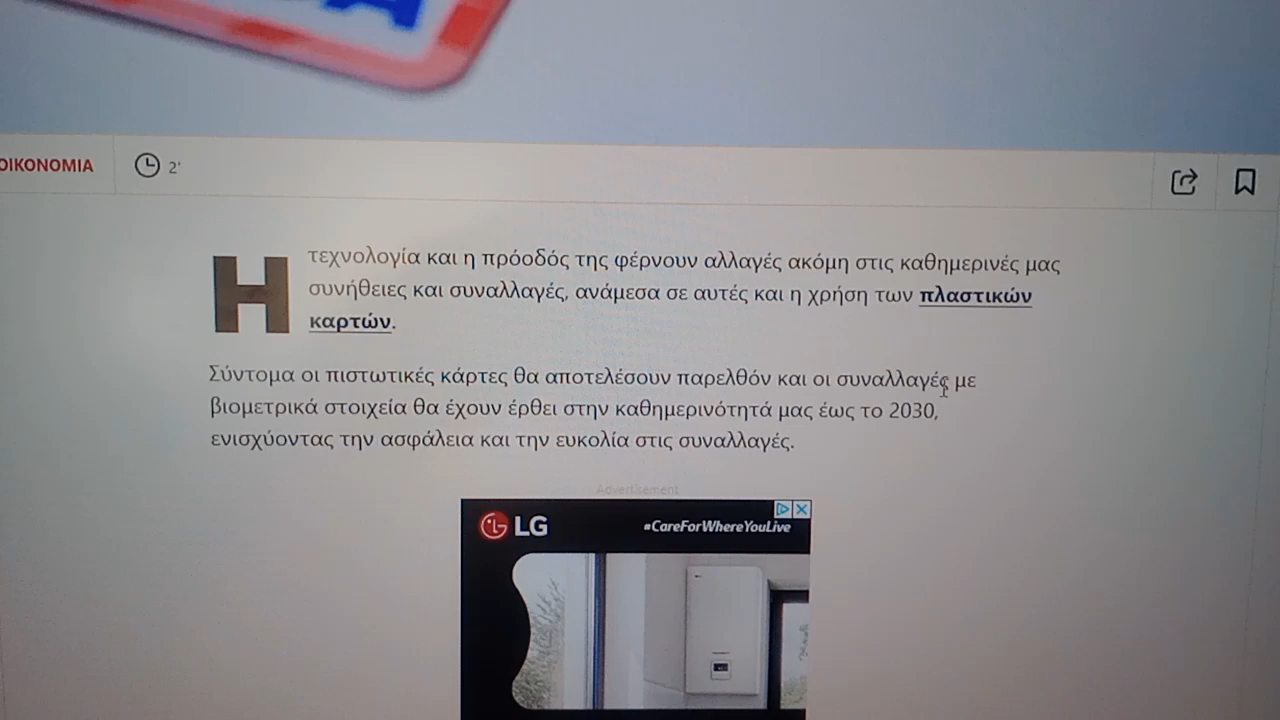 ΟΙΚΟΝΟΜΙΑ
2'
Η τεχνολογία και η πρόοδός της φέρνουν αλλαγές ακόμη στις καθημερινές μας
συνήθειες και συναλλαγές, ανάμεσα σε αυτές και η χρήση των πλαστικών
καρτών.
Σύντομα οι πιστωτικές κάρτες θα αποτελέσουν παρελθόν και οι συναλλαγές με
βιομετρικά στοιχεία θα έχουν έρθει στην καθημερινότητά μας έως το 2030,
ενισχύοντας την ασφάλεια και την ευκολία στις συναλλαγές.
Advertisement
LG
#CareForWhereYouLive